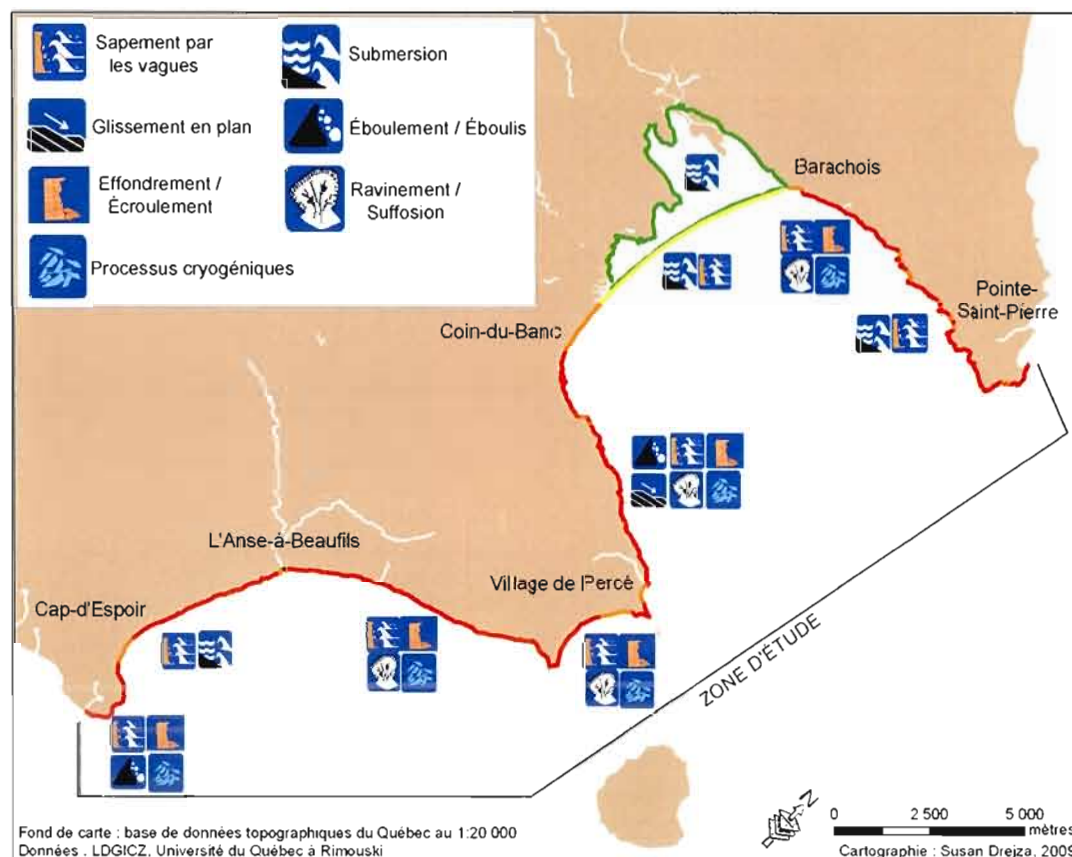 Sapement par
les vagues
Submersion
Glissement en plan
Éboulement / Éboulis
Effondrement /
Écroulement
Ravinement /
Suffosion
Processus cryogéniques
Barachois
Pointe-
Saint-Pierre
Coin-du-Banc
L'Anse-à-Beaufils
Village de Percé
Cap-d'Espoir
ZONE D'ÉTUDE
N
0 2 500 5 000
mètres
Fond de carte : base de données topographiques du Québec au 1:20 000
Données . LDGICZ, Université du Québec à Rimouski
Cartographie : Susan Drejza, 2009